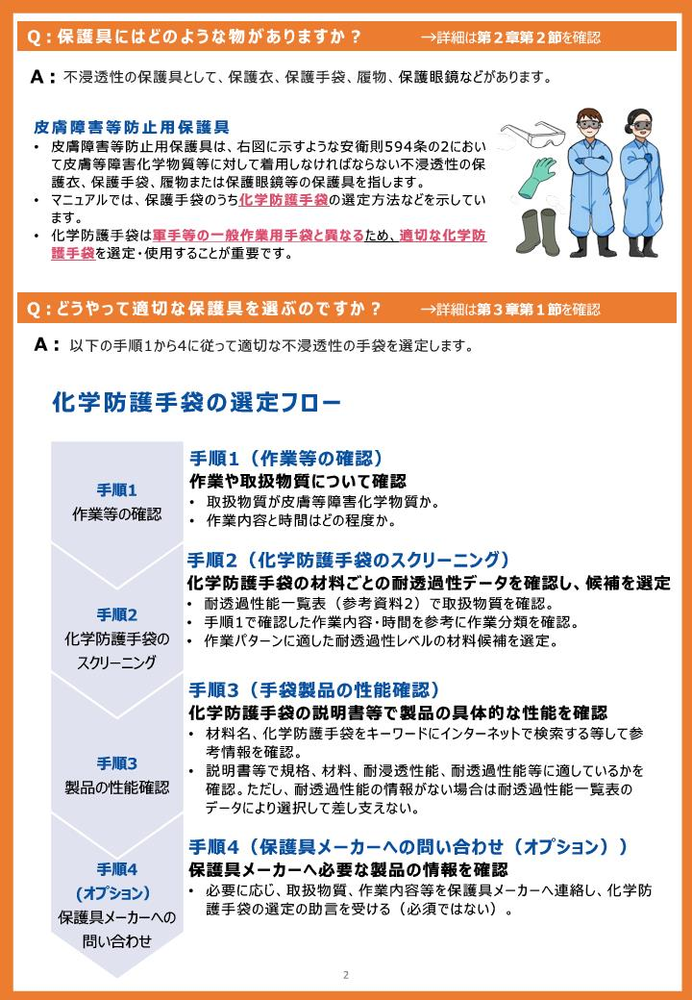 Q：保護具にはどのような物がありますか？　→詳細は第２章第２節を確認
A：不浸透性の保護具として、保護衣、保護手袋、履物、保護眼鏡などがあります。
皮膚障害等防止用保護具
• 皮膚障害等防止用保護具は、右図に示すような安衛則594条の2におい
て皮膚等障害化学物質等に対して着用しなければならない不浸透性の保
護衣、保護手袋、履物または保護眼鏡等の保護具を指します。
• マニュアルでは、保護手袋のうち化学防護手袋の選定方法などを示してい
ます。
• 化学防護手袋は軍手等の一般作業用手袋と異なるため、適切な化学防
護手袋を選定・使用することが重要です。
Q：どうやって適切な保護具を選ぶのですか？　→詳細は第３章第１節を確認
A：以下の手順1から4に従って適切な不浸透性の手袋を選定します。
化学防護手袋の選定フロー
手順1
作業等の確認
手順1（作業等の確認）
作業や取扱物質について確認
• 取扱物質が皮膚等障害化学物質か。
• 作業内容と時間はどの程度か。
手順2
化学防護手袋の
スクリーニング
手順2（化学防護手袋のスクリーニング）
化学防護手袋の材料ごとの耐透過性データを確認し、候補を選定
• 耐透過性能一覧表（参考資料2）で取扱物質を確認。
• 手順1で確認した作業内容・時間を参考に作業分類を確認。
• 作業パターンに適した耐透過性レベルの材料候補を選定。
手順3
製品の性能確認
手順3（手袋製品の性能確認）
化学防護手袋の説明書等で製品の具体的な性能を確認
• 材料名、化学防護手袋をキーワードにインターネットで検索する等して参
考情報を確認。
• 説明書等で規格、材料、耐浸透性能、耐透過性能等に適しているかを
確認。ただし、耐透過性能の情報がない場合は耐透過性能一覧表の
データにより選択して差し支えない。
手順4
(オプション）
保護具メーカーへの
問い合わせ
手順4（保護具メーカーへの問い合わせ（オプション））
保護具メーカーへ必要な製品の情報を確認
• 必要に応じ、取扱物質、作業内容等を保護具メーカーへ連絡し、化学防
護手袋の選定の助言を受ける（必須ではない）。
2